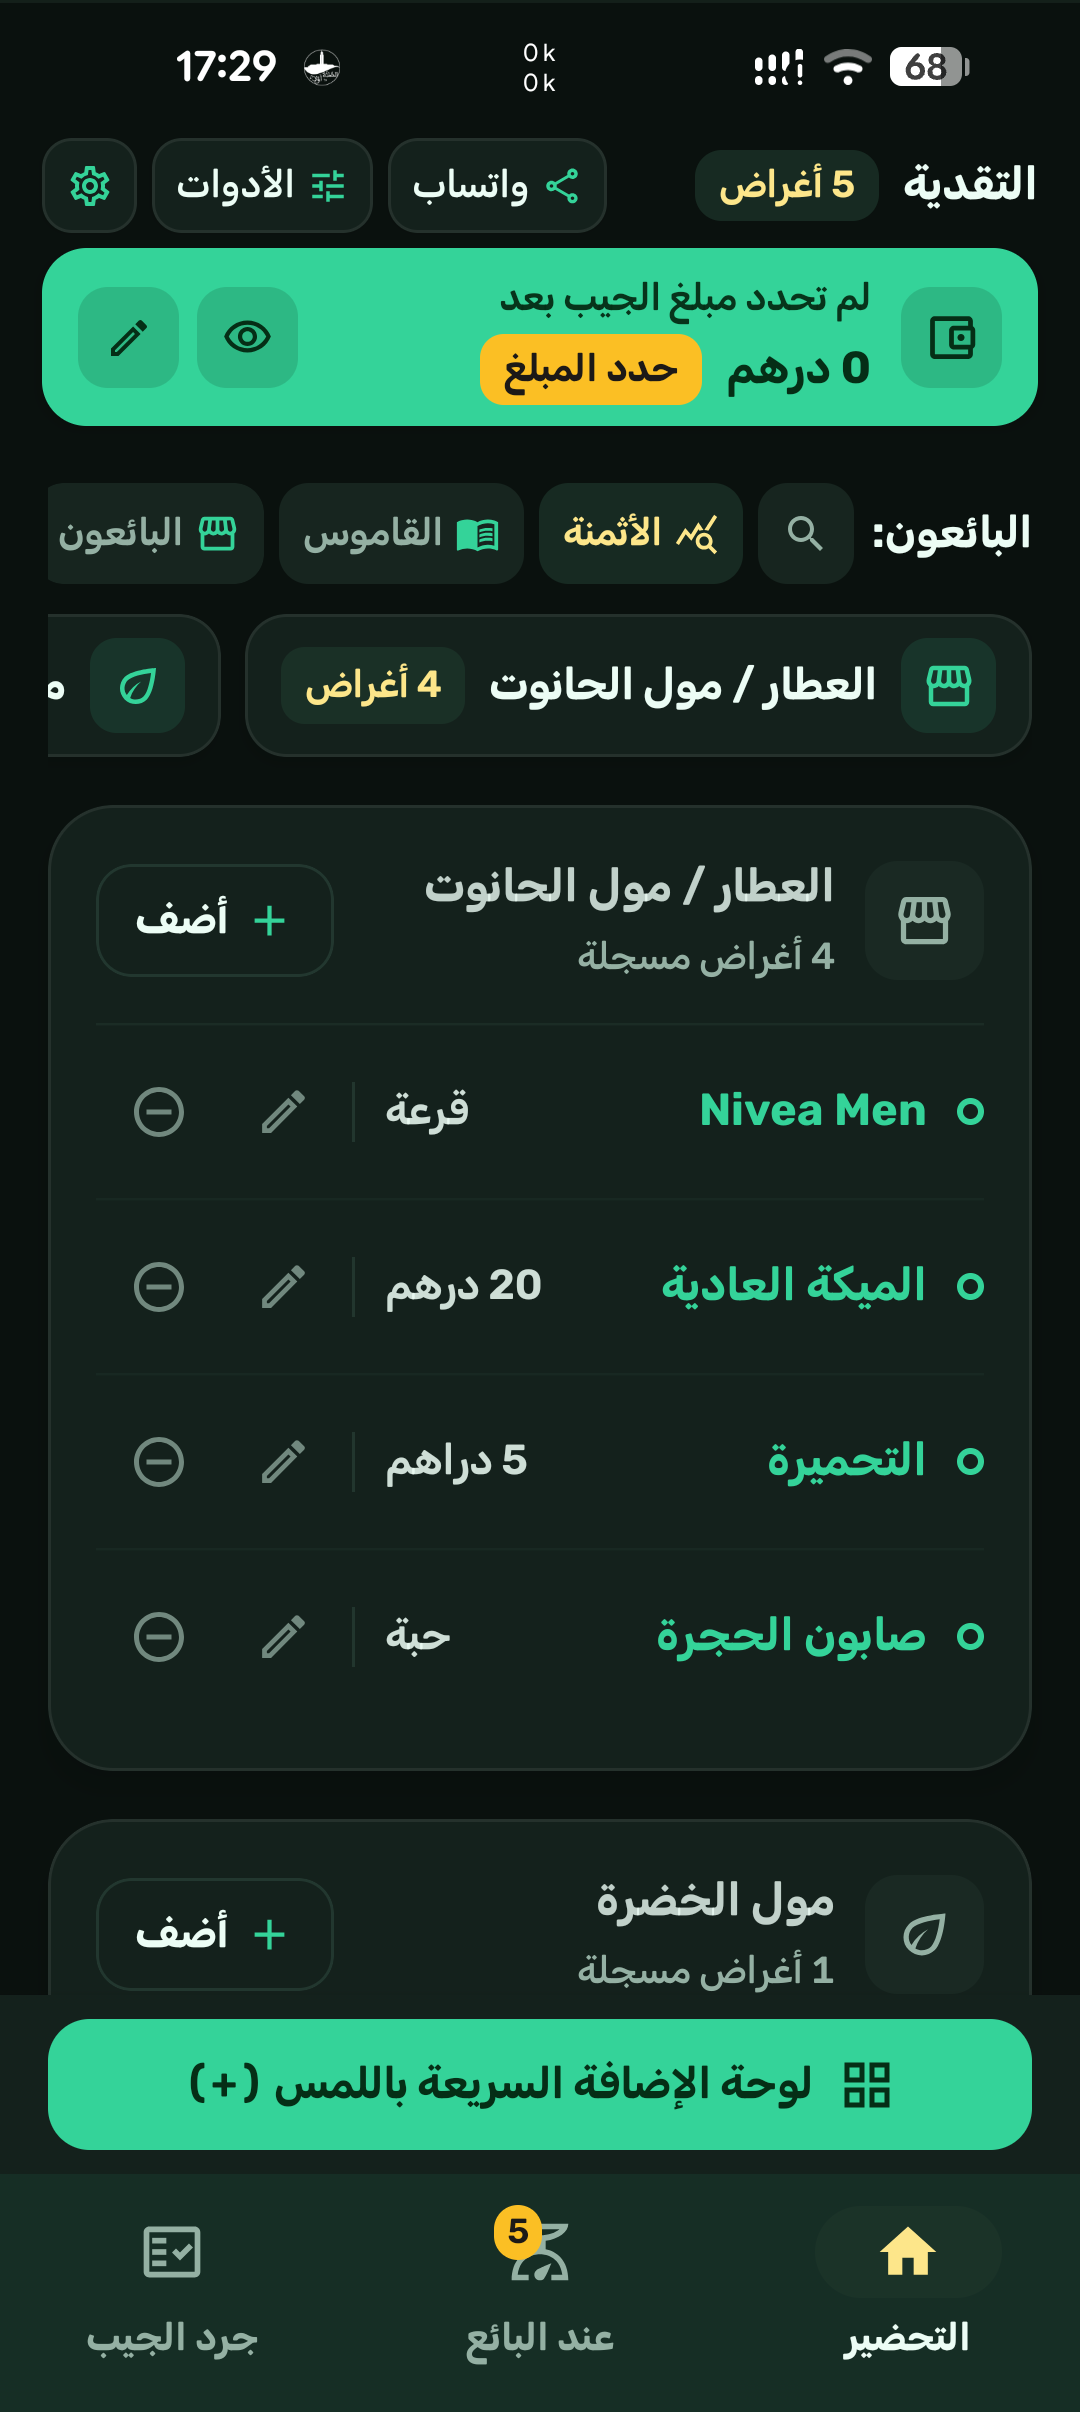 17:29
0 k
0 k
68
التقدية
5 أغراض
واتساب
الأدوات
لم تحدد مبلغ الجيب بعد
0 درهم
حدد المبلغ
البائعون:
الأثمنة
القاموس
البائعون
العطار / مول الحانوت
4 أغراض
العطار / مول الحانوت
4 أغراض مسجلة
+ أضف
Nivea Men
قرعة
الميكة العادية
20 درهم
التحميرة
5 دراهم
صابون الحجرة
حبة
مول الخضرة
1 أغراض مسجلة
+ أضف
لوحة الإضافة السريعة باللمس (+)
التحضير
5
عند البائع
جرد الجيب